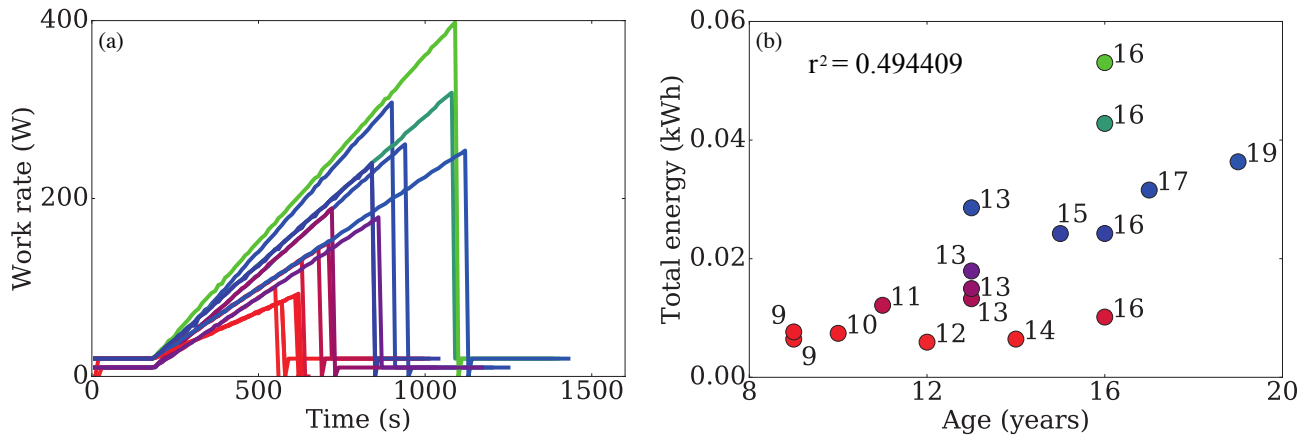 (a)
400
200
0
Work rate (W)
0 500 1000 1500
Time (s)
(b)
r² = 0.494409
0.06
0.04
0.02
0.00
Total energy (kWh)
16
16
19
17
13
15
16
13
13
13
11
16
9
9
10
12
14
8 12 16 20
Age (years)